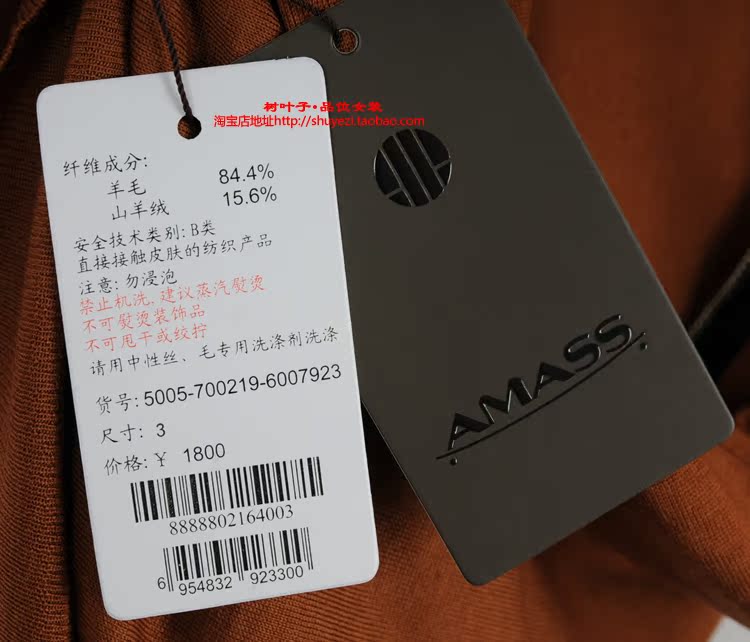 树叶子•品位女装
淘宝店地址http://shuyezi.taobao.com
纤维成分:
羊毛 84.4%
山羊绒 15.6%
安全技术类别:B类
直接接触皮肤的纺织产品
注意:勿浸泡
禁止机洗,建议蒸汽熨烫
不可熨烫装饰品
不可甩干或绞拧
请用中性丝、毛专用洗涤剂洗涤
货号:5005-700219-6007923
尺寸: 3
价格:¥ 1800
8888802164003
6 954832 923300
AMASS